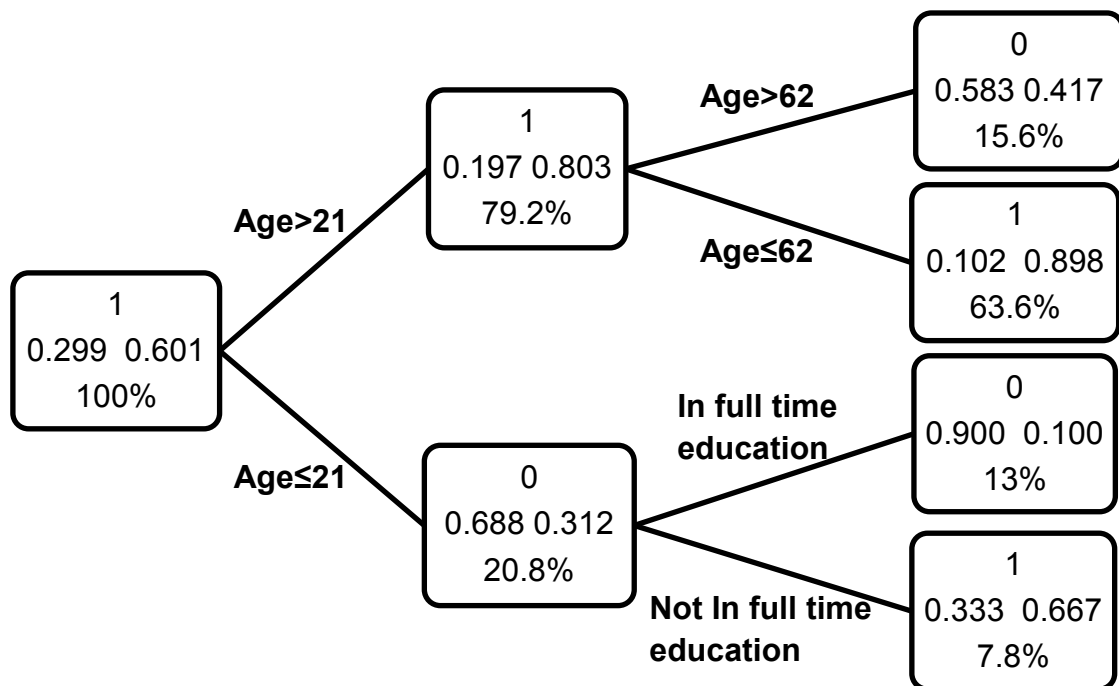 1
0.299 0.601
100%
Age>21
Age≤21
1
0.197 0.803
79.2%
0
0.688 0.312
20.8%
Age>62
Age≤62
In full time
education
Not In full time
education
0
0.583 0.417
15.6%
1
0.102 0.898
63.6%
0
0.900 0.100
13%
1
0.333 0.667
7.8%